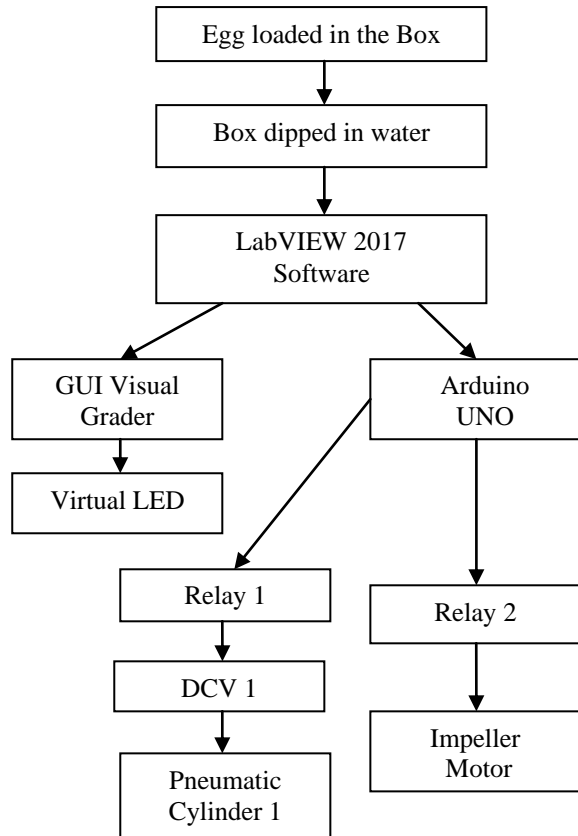 Egg loaded in the Box
Box dipped in water
LabVIEW 2017
Software
GUI Visual
Grader
Arduino
UNO
Virtual LED
Relay 1
Relay 2
DCV 1
Impeller
Motor
Pneumatic
Cylinder 1